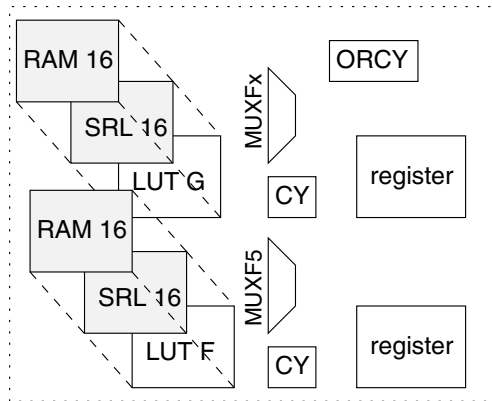 RAM 16
ORCY
SRL 16
MUXFx
LUT G
register
CY
RAM 16
SRL 16
MUXF5
LUT F
register
CY